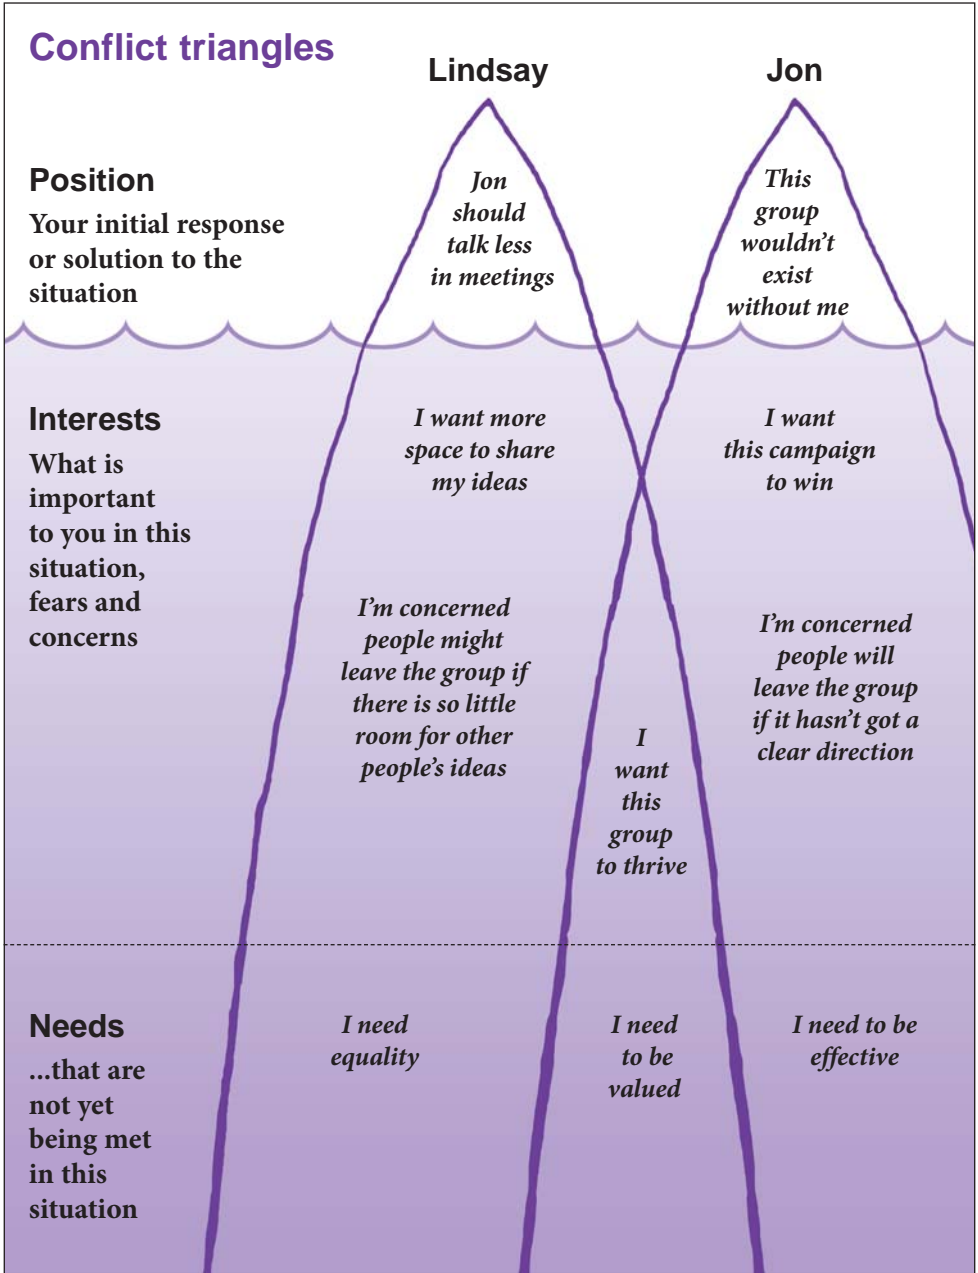 Conflict triangles
Lindsay
Jon
Position
Your initial response
or solution to the
situation
Jon
should
talk less
in meetings
This
group
wouldn't
exist
without me
Interests
What is
important
to you in this
situation,
fears and
concerns
I want more
space to share
my ideas
I want
this campaign
to win
I'm concerned
people might
leave the group if
there is so little
room for other
people's ideas
I
want
this
group
to thrive
I'm concerned
people will
leave the group
if it hasn't got a
clear direction
Needs
...that are
not yet
being met
in this
situation
I need
equality
I need
to be
valued
I need to be
effective